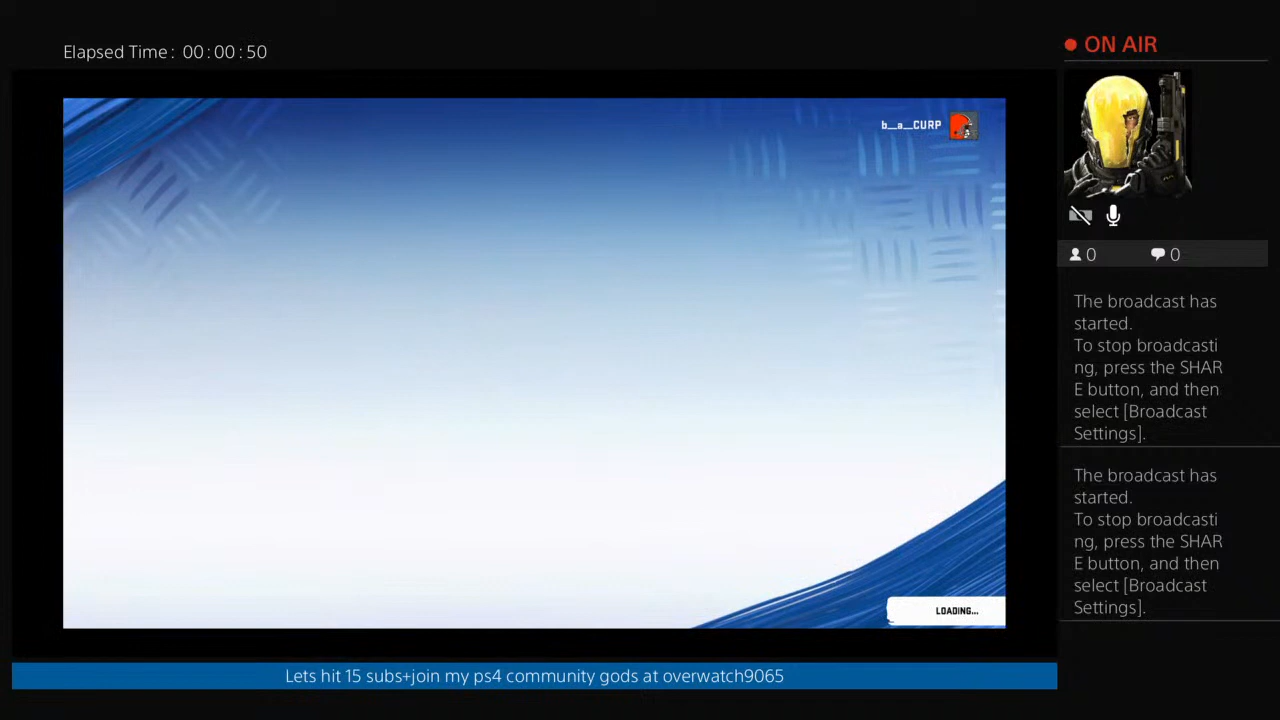 Elapsed Time: 00:00:50
ON AIR
b__a__CURP
0 0
The broadcast has
started.
To stop broadcasti
ng, press the SHAR
E button, and then
select [Broadcast
Settings].
The broadcast has
started.
To stop broadcasti
ng, press the SHAR
E button, and then
select [Broadcast
Settings].
LOADING...
Lets hit 15 subs+join my ps4 community gods at overwatch9065